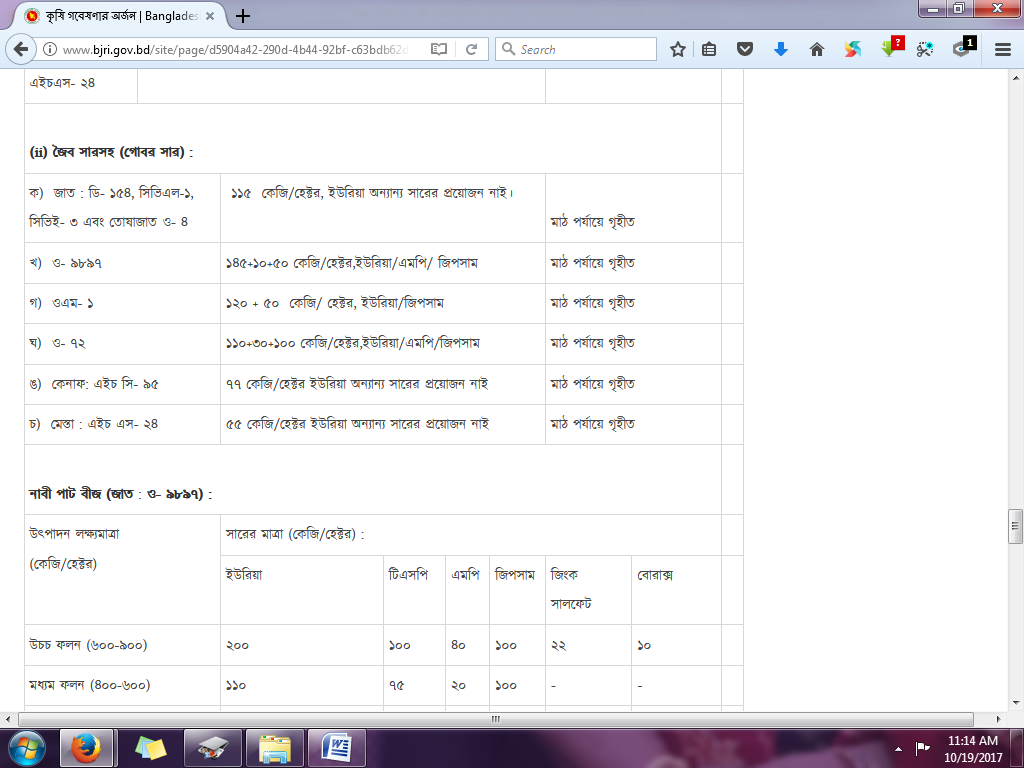 কৃষি গবেষণার অর্জন | Banglades
www.bjri.gov.bd/site/page/d5904a42-290d-4b44-92bf-c63bdb62d
Search
?
1
এইচএস- ২৪
(ii) জৈব সারসহ (গোবর সার) :
ক) জাত : ডি- ১৫৪, সিভিএল-১,
সিভিই- ৩ এবং তোষাজাত ও- ৪
১১৫ কেজি/হেক্টর, ইউরিয়া অন্যান্য সারের প্রয়োজন নাই।
মাঠ পর্যায়ে গৃহীত
খ) ও- ৯৮৯৭
১৪৫+১০+৫০ কেজি/হেক্টর,ইউরিয়া/এমপি/ জিপসাম
মাঠ পর্যায়ে গৃহীত
গ) ওএম- ১
১২০ + ৫০ কেজি/ হেক্টর, ইউরিয়া/জিপসাম
মাঠ পর্যায়ে গৃহীত
ঘ) ও- ৭২
১১০+৩০+১০০ কেজি/হেক্টর,ইউরিয়া/এমপি/জিপসাম
মাঠ পর্যায়ে গৃহীত
ঙ) কেনাফ: এইচ সি- ৯৫
৭৭ কেজি/হেক্টর ইউরিয়া অন্যান্য সারের প্রয়োজন নাই
মাঠ পর্যায়ে গৃহীত
চ) মেস্তা : এইচ এস- ২৪
৫৫ কেজি/হেক্টর ইউরিয়া অন্যান্য সারের প্রয়োজন নাই
মাঠ পর্যায়ে গৃহীত
নাবী পাট বীজ (জাত : ও- ৯৮৯৭) :
উৎপাদন লক্ষ্যমাত্রা
(কেজি/হেক্টর)
সারের মাত্রা (কেজি/হেক্টর) :
ইউরিয়া
টিএসপি
এমপি
জিপসাম
জিংক
সালফেট
বোরাক্স
উচচ ফলন (৬০০-৯০০)
২০০
১০০
৪০
১০০
২২
১০
মধ্যম ফলন (৪০০-৬০০)
১১০
৭৫
২০
১০০
-
-
11:14 AM
10/19/2017